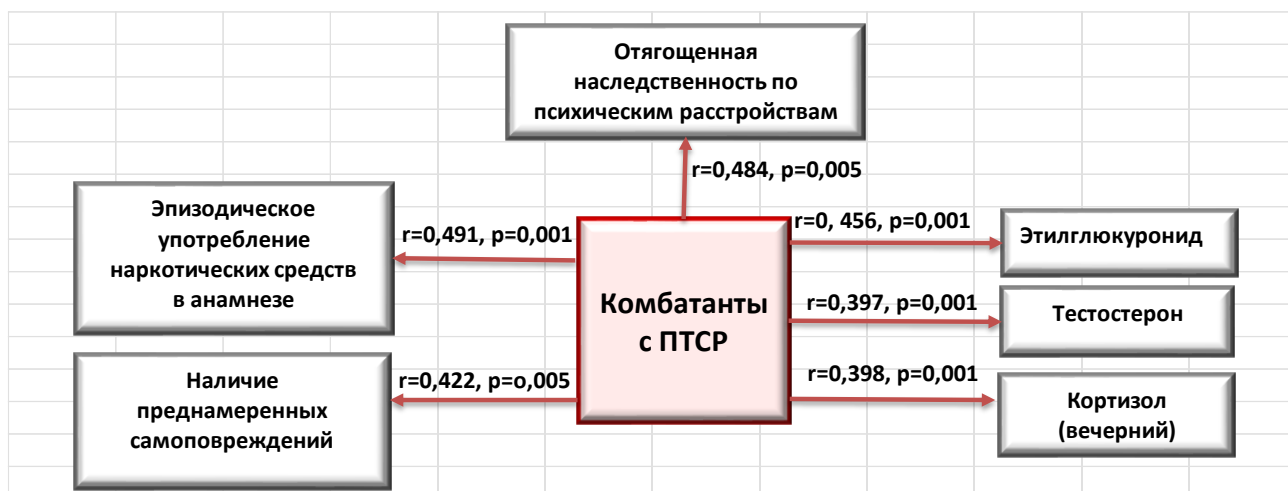 Отягощенная
наследственность по
психическим расстройствам
r=0,484, p=0,005
Эпизодическое
употребление
наркотических средств
в анамнезе
r=0,491, p=0,001
r=0, 456, p=0,001
Этилглюкуронид
Комбатанты
с ПТСР
r=0,397, p=0,001
Тестостерон
Наличие
преднамеренных
самоповреждений
r=0,422, p=о,005
r=0,398, p=0,001
Кортизол
(вечерний)